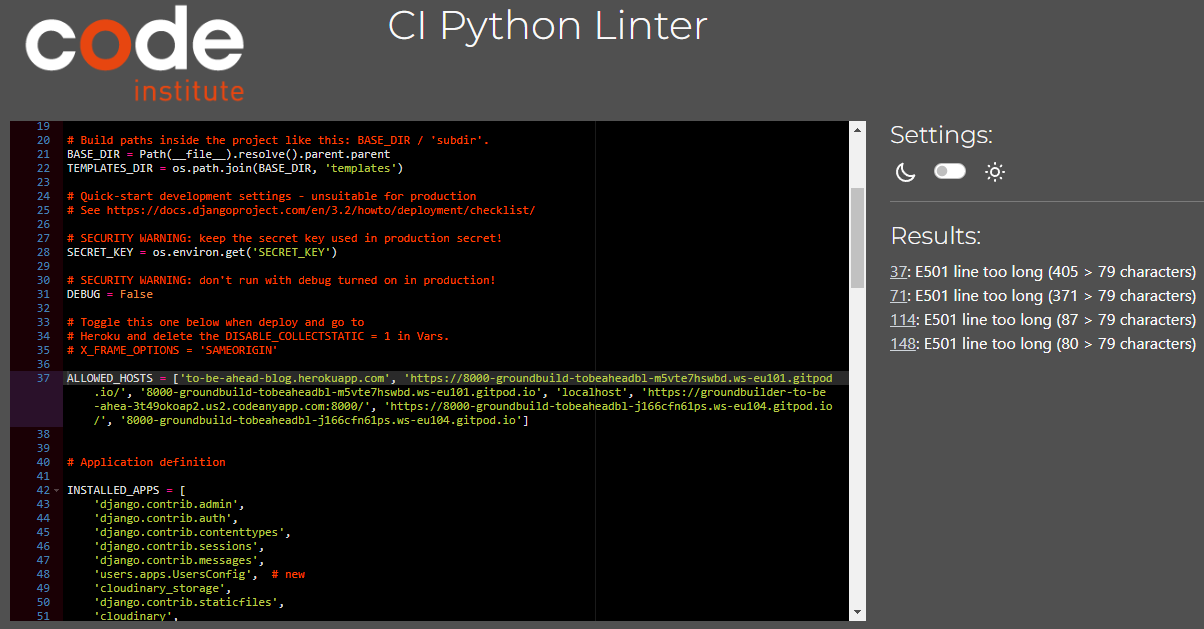 code
institute
CI Python Linter
19
20 # Build paths inside the project like this: BASE_DIR / 'subdir'.
21 BASE_DIR = Path(__file__).resolve().parent.parent
22 TEMPLATES_DIR = os.path.join(BASE_DIR, 'templates')
23
24 # Quick-start development settings - unsuitable for production
25 # See https://docs.djangoproject.com/en/3.2/howto/deployment/checklist/
26
27 # SECURITY WARNING: keep the secret key used in production secret!
28 SECRET_KEY = os.environ.get('SECRET_KEY')
29
30 # SECURITY WARNING: don't run with debug turned on in production!
31 DEBUG = False
32
33 # Toggle this one below when deploy and go to
34 # Heroku and delete the DISABLE_COLLECTSTATIC = 1 in Vars.
35 # X_FRAME_OPTIONS = 'SAMEORIGIN'
36
37 ALLOWED_HOSTS = ['to-be-ahead-blog.herokuapp.com', 'https://8000-groundbuild-tobeaheadbl-m5vte7hswbd.ws-eu101.gitpod
.io/', '8000-groundbuild-tobeaheadbl-m5vte7hswbd.ws-eu101.gitpod.io', 'localhost', 'https://groundbuilder-to-be
-ahea-3t49okoap2.us2.codeanyapp.com:8000/', 'https://8000-groundbuild-tobeaheadbl-j166cfn61ps.ws-eu104.gitpod.io
/', '8000-groundbuild-tobeaheadbl-j166cfn61ps.ws-eu104.gitpod.io']
38
39
40 # Application definition
41
42 INSTALLED_APPS = [
43 'django.contrib.admin',
44 'django.contrib.auth',
45 'django.contrib.contenttypes',
46 'django.contrib.sessions',
47 'django.contrib.messages',
48 'users.apps.UsersConfig', # new
49 'cloudinary_storage',
50 'django.contrib.staticfiles',
51 'cloudinary',
Settings:
Results:
37: E501 line too long (405 > 79 characters)
71: E501 line too long (371 > 79 characters)
114: E501 line too long (87 > 79 characters)
148: E501 line too long (80 > 79 characters)